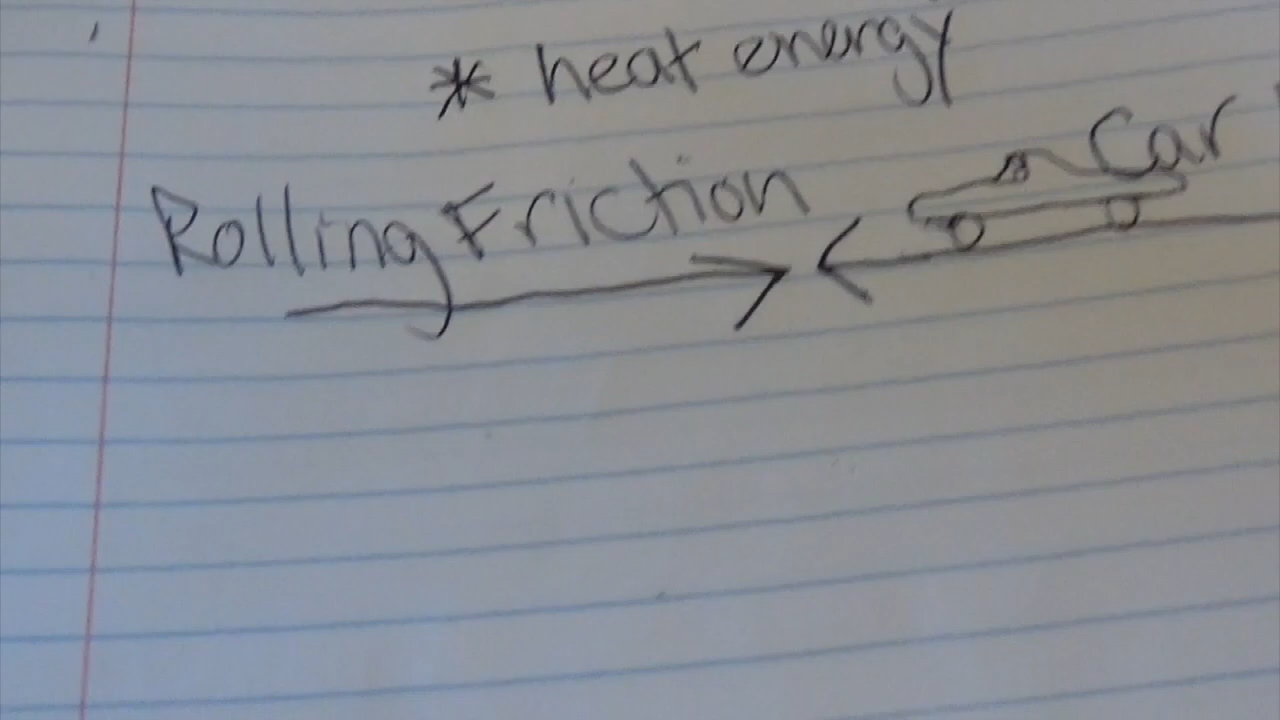 * heat energy
Car
Rolling Friction